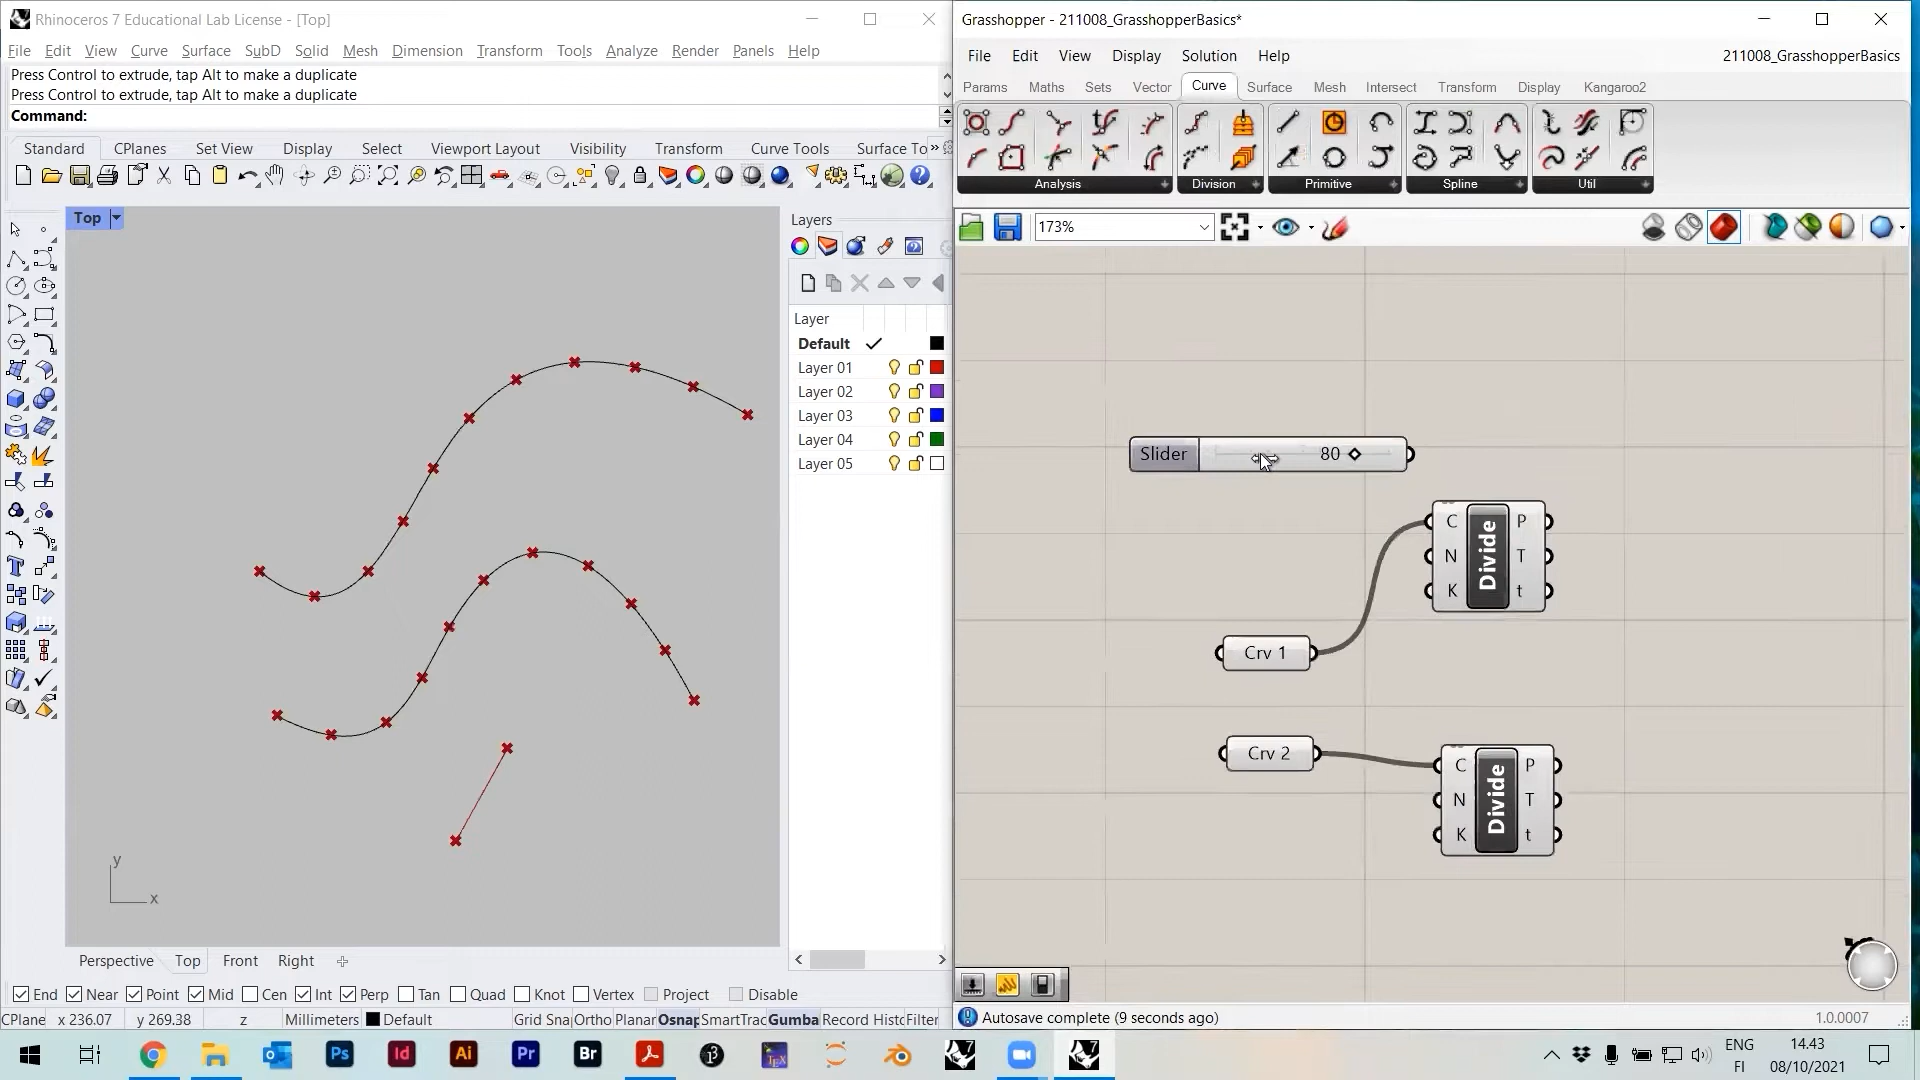 Rhinoceros 7 Educational Lab License - [Top]
File Edit View Curve Surface SubD Solid Mesh Dimension Transform Tools Analyze Render Panels Help
Press Control to extrude, tap Alt to make a duplicate
Press Control to extrude, tap Alt to make a duplicate
Command:
Standard CPlanes Set View Display Select Viewport Layout Visibility Transform Curve Tools Surface To »
Top
Layers
Layer
Default
Layer 01
Layer 02
Layer 03
Layer 04
Layer 05
y
x
Perspective Top Front Right
End Near Point Mid Cen Int Perp Tan Quad Knot Vertex Project Disable
CPlane x 236.07 y 269.38 z Millimeters Default Grid Snap Ortho Planar Osnap SmartTrac Gumba Record Histo Filter
Grasshopper - 211008_GrasshopperBasics*
File Edit View Display Solution Help 211008_GrasshopperBasics
Params Maths Sets Vector Curve Surface Mesh Intersect Transform Display Kangaroo2
Analysis Division Primitive Spline Util
173%
Slider 80
C P
N Divide T
K t
Crv 1
Crv 2
C P
N Divide T
K t
Autosave complete (9 seconds ago) 1.0.0007
Ps Id Ai Pr Br
ENG 14.43
FI 08/10/2021